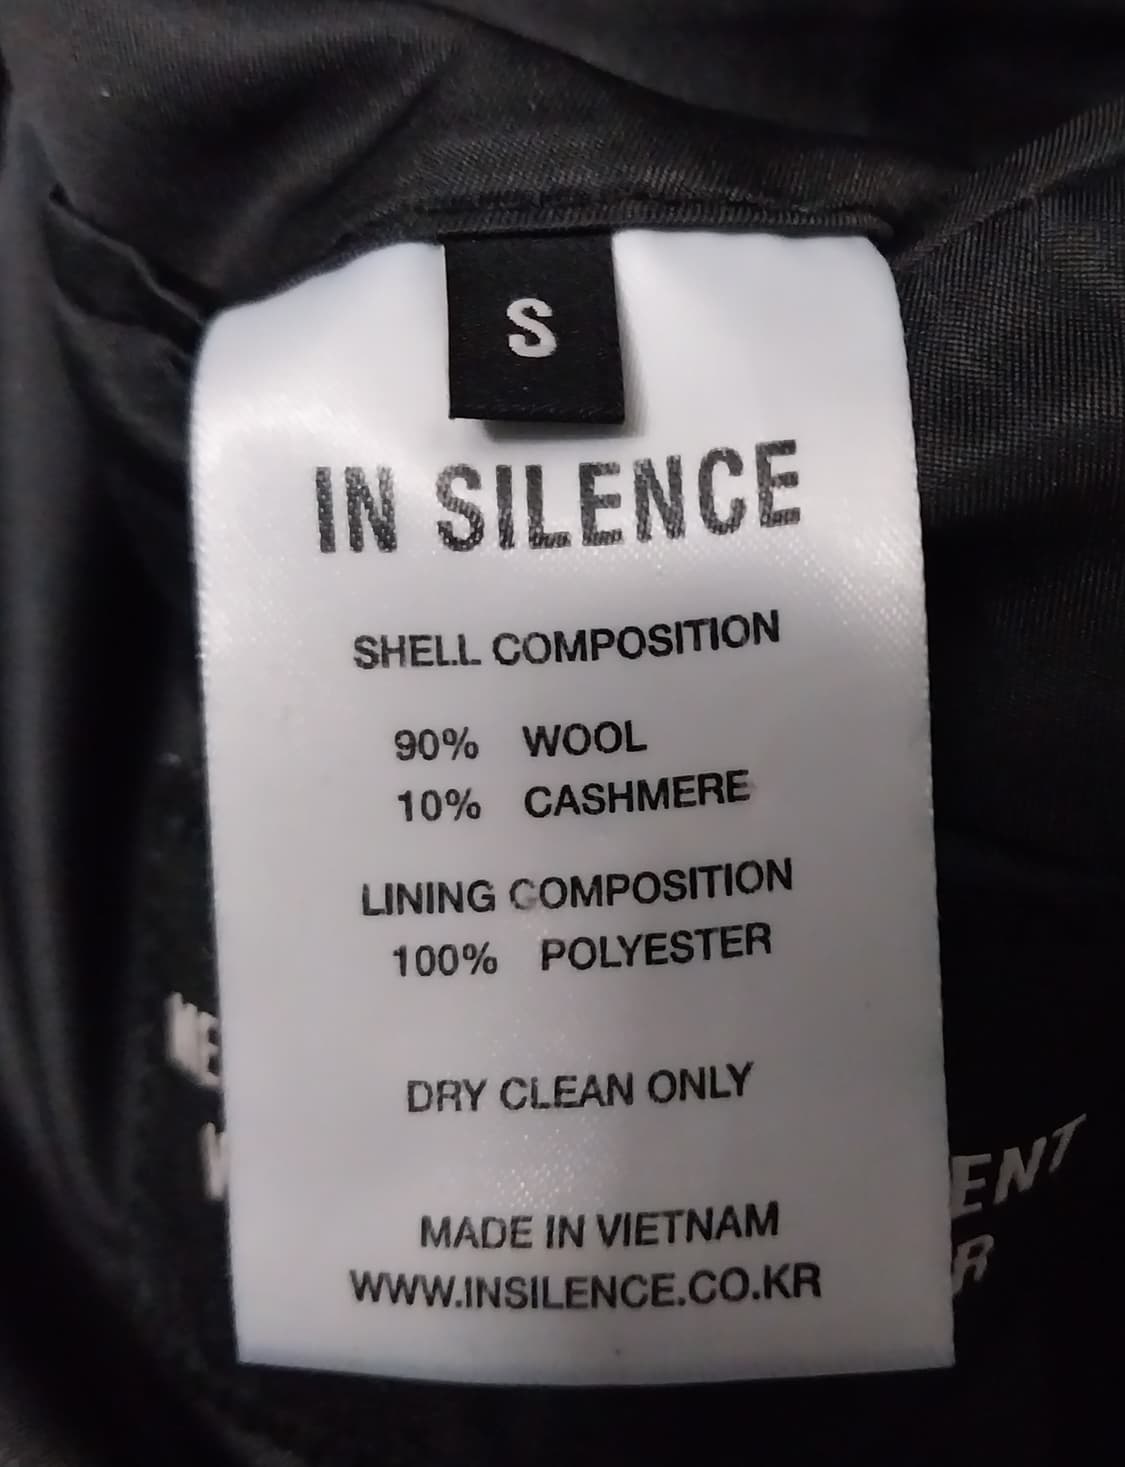 S
IN SILENCE
SHELL COMPOSITION
90% WOOL
10% CASHMERE
LINING COMPOSITION
100% POLYESTER
DRY CLEAN ONLY
MADE IN VIETNAM
WWW.INSILENCE.CO.KR